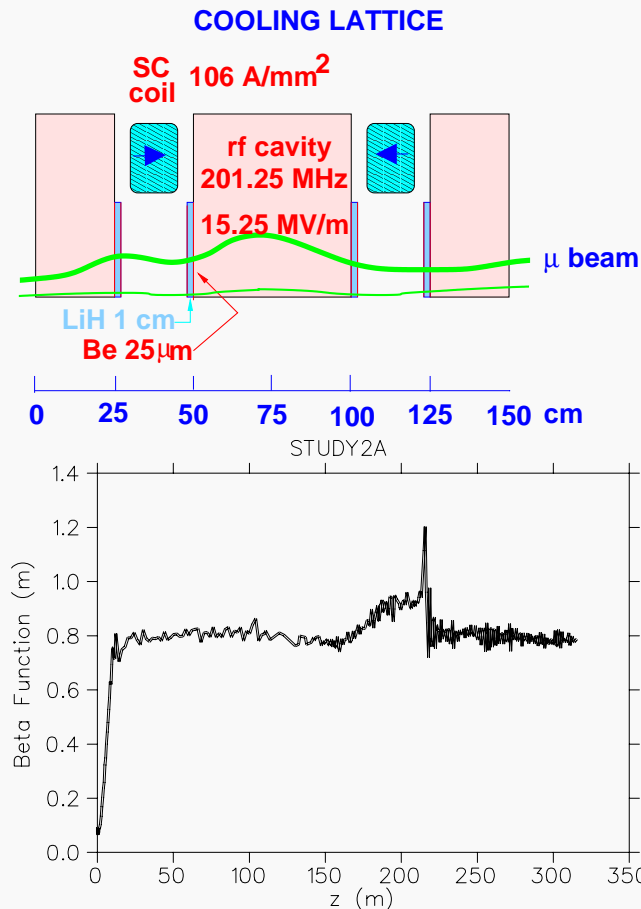 COOLING LATTICE
SC coil
106 A/mm²
rf cavity
201.25 MHz
15.25 MV/m
μ beam
LiH 1 cm
Be 25μm
0 25 50 75 100 125 150 cm
STUDY2A
1.4
1.2
1.0
0.8
0.6
0.4
0.2
0.0
Beta Function (m)
0 50 100 150 200 250 300 350
z (m)